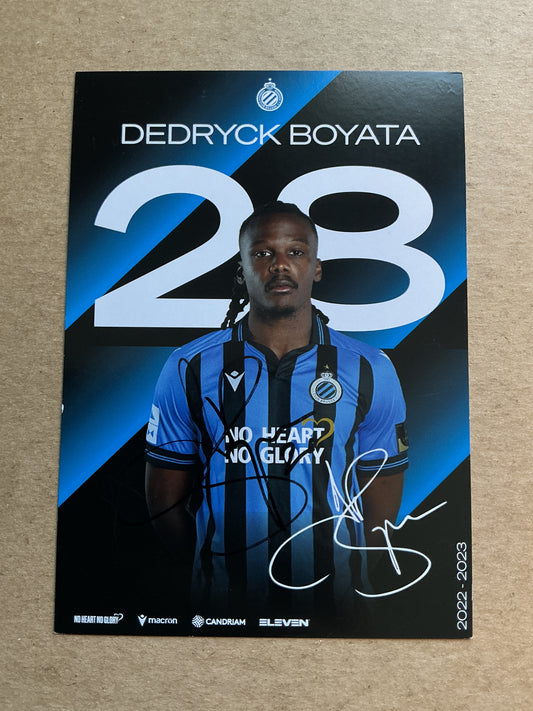 DEDRYCK BOYATA
28
NO HEART
NO GLORY
NO HEART NO GLORY
macron
CANDRIAM
ELEVEN
2022 - 2023